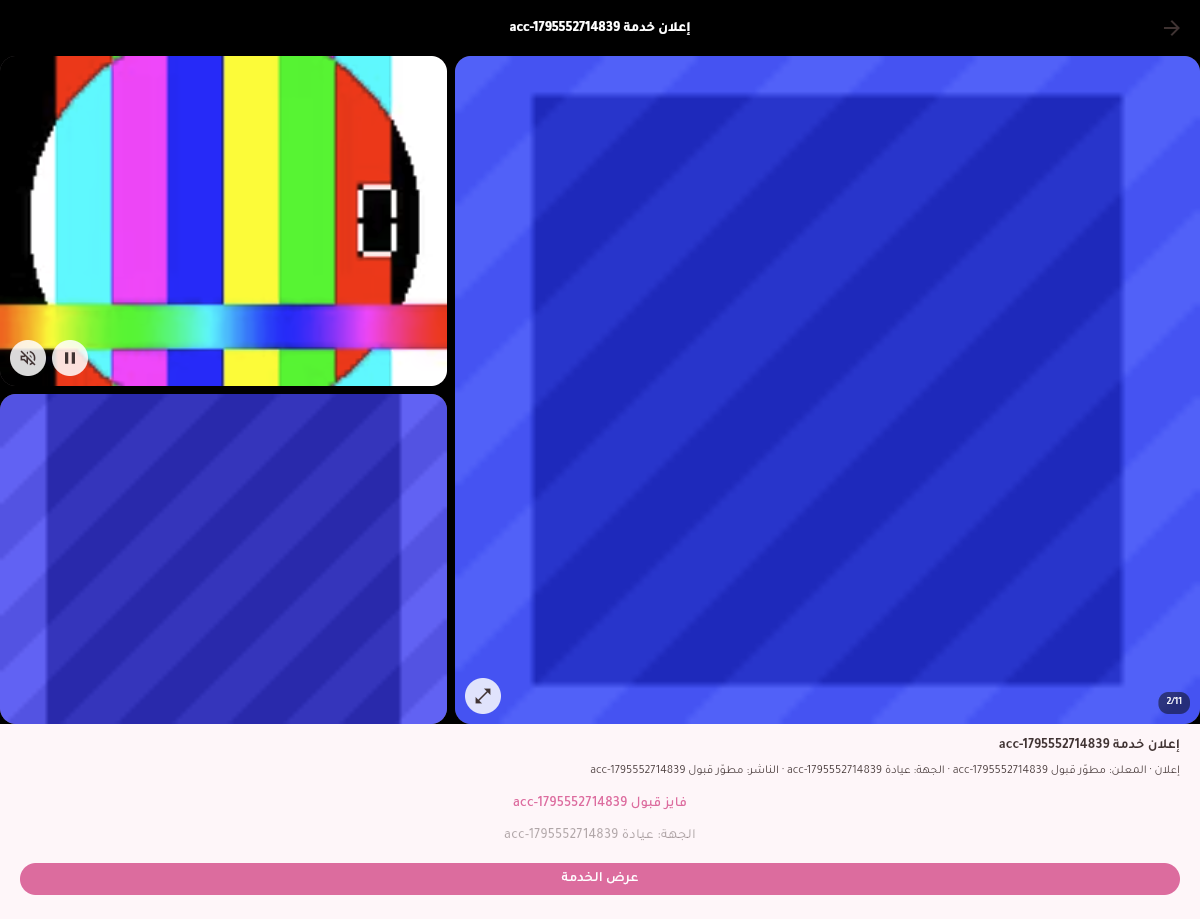 إعلان خدمة acc-1795552714839
2/11
إعلان خدمة acc-1795552714839
إعلان · المعلن: مطوّر قبول acc-1795552714839 · الجهة: عيادة acc-1795552714839 · الناشر: مطوّر قبول acc-1795552714839
فايز قبول acc-1795552714839
الجهة: عيادة acc-1795552714839
عرض الخدمة